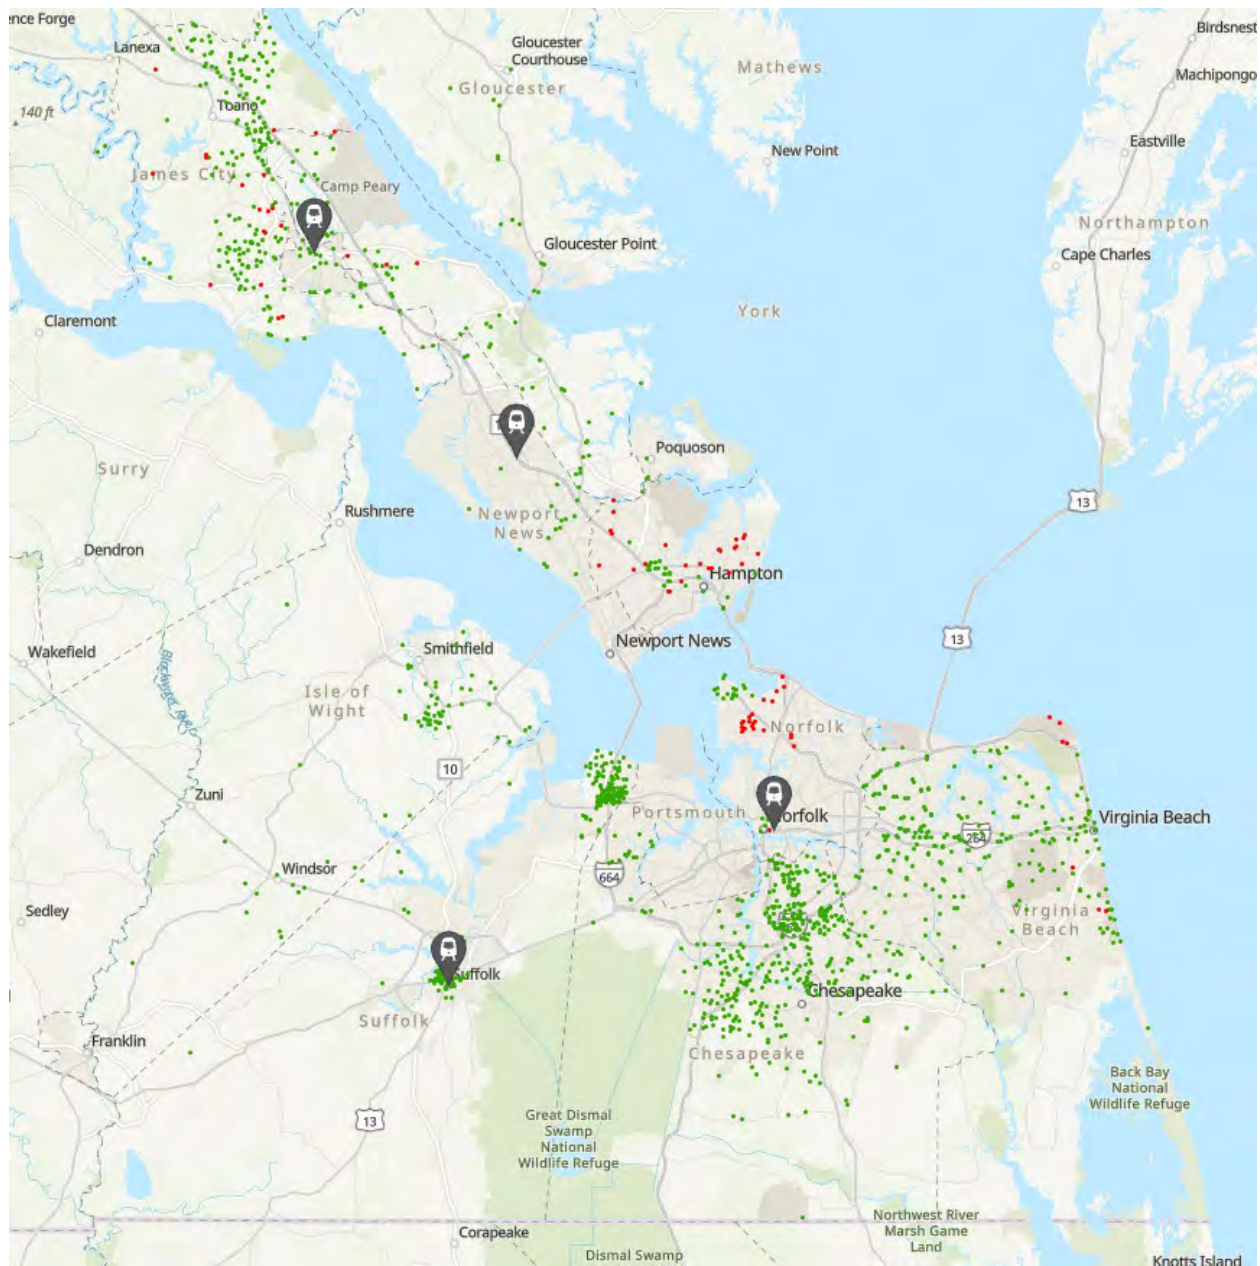 ence Forge
Lanexa
Gloucester
Courthouse
Gloucester
Mathews
Birdsnest
Machipongo
140 ft
Toano
Eastville
New Point
James City
Camp Peary
Northampton
Gloucester Point
Cape Charles
York
Claremont
Surry
Poquoson
13
Rushmere
Newport
News
Dendron
Hampton
Wakefield
Blackwater River
Smithfield
Newport News
13
Isle of
Wight
Norfolk
10
Zuni
Portsmouth
Norfolk
Virginia Beach
264
Windsor
664
Sedley
Virginia
Beach
Suffolk
Chesapeake
Suffolk
Franklin
Chesapeake
Back Bay
National
Wildlife Refuge
13
Great Dismal
Swamp
National
Wildlife Refuge
Northwest River
Marsh Game
Land
Corapeake
Dismal Swamp
Knotts Island